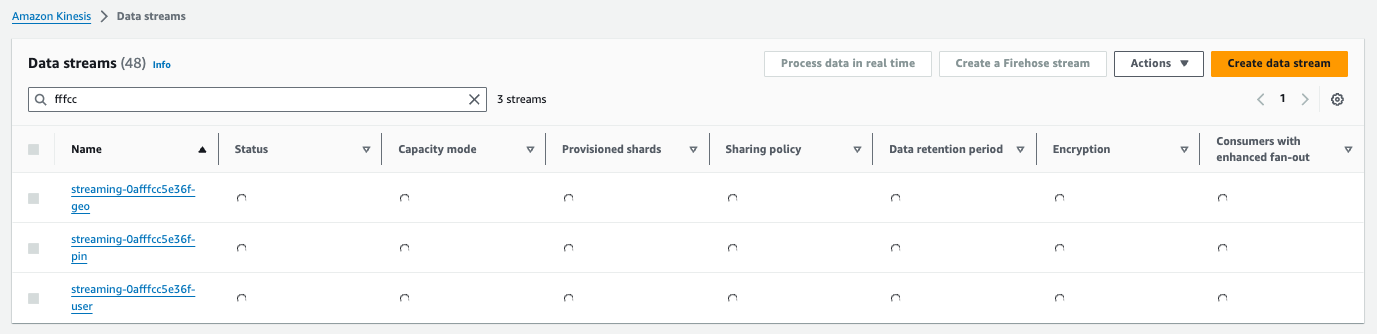 Amazon Kinesis > Data streams
Data streams (48) Info
Process data in real time
Create a Firehose stream
Actions
Create data stream
fffcc
3 streams
1
Name
Status
Capacity mode
Provisioned shards
Sharing policy
Data retention period
Encryption
Consumers with
enhanced fan-out
streaming-0afffcc5e36f-
geo
streaming-0afffcc5e36f-
pin
streaming-0afffcc5e36f-
user